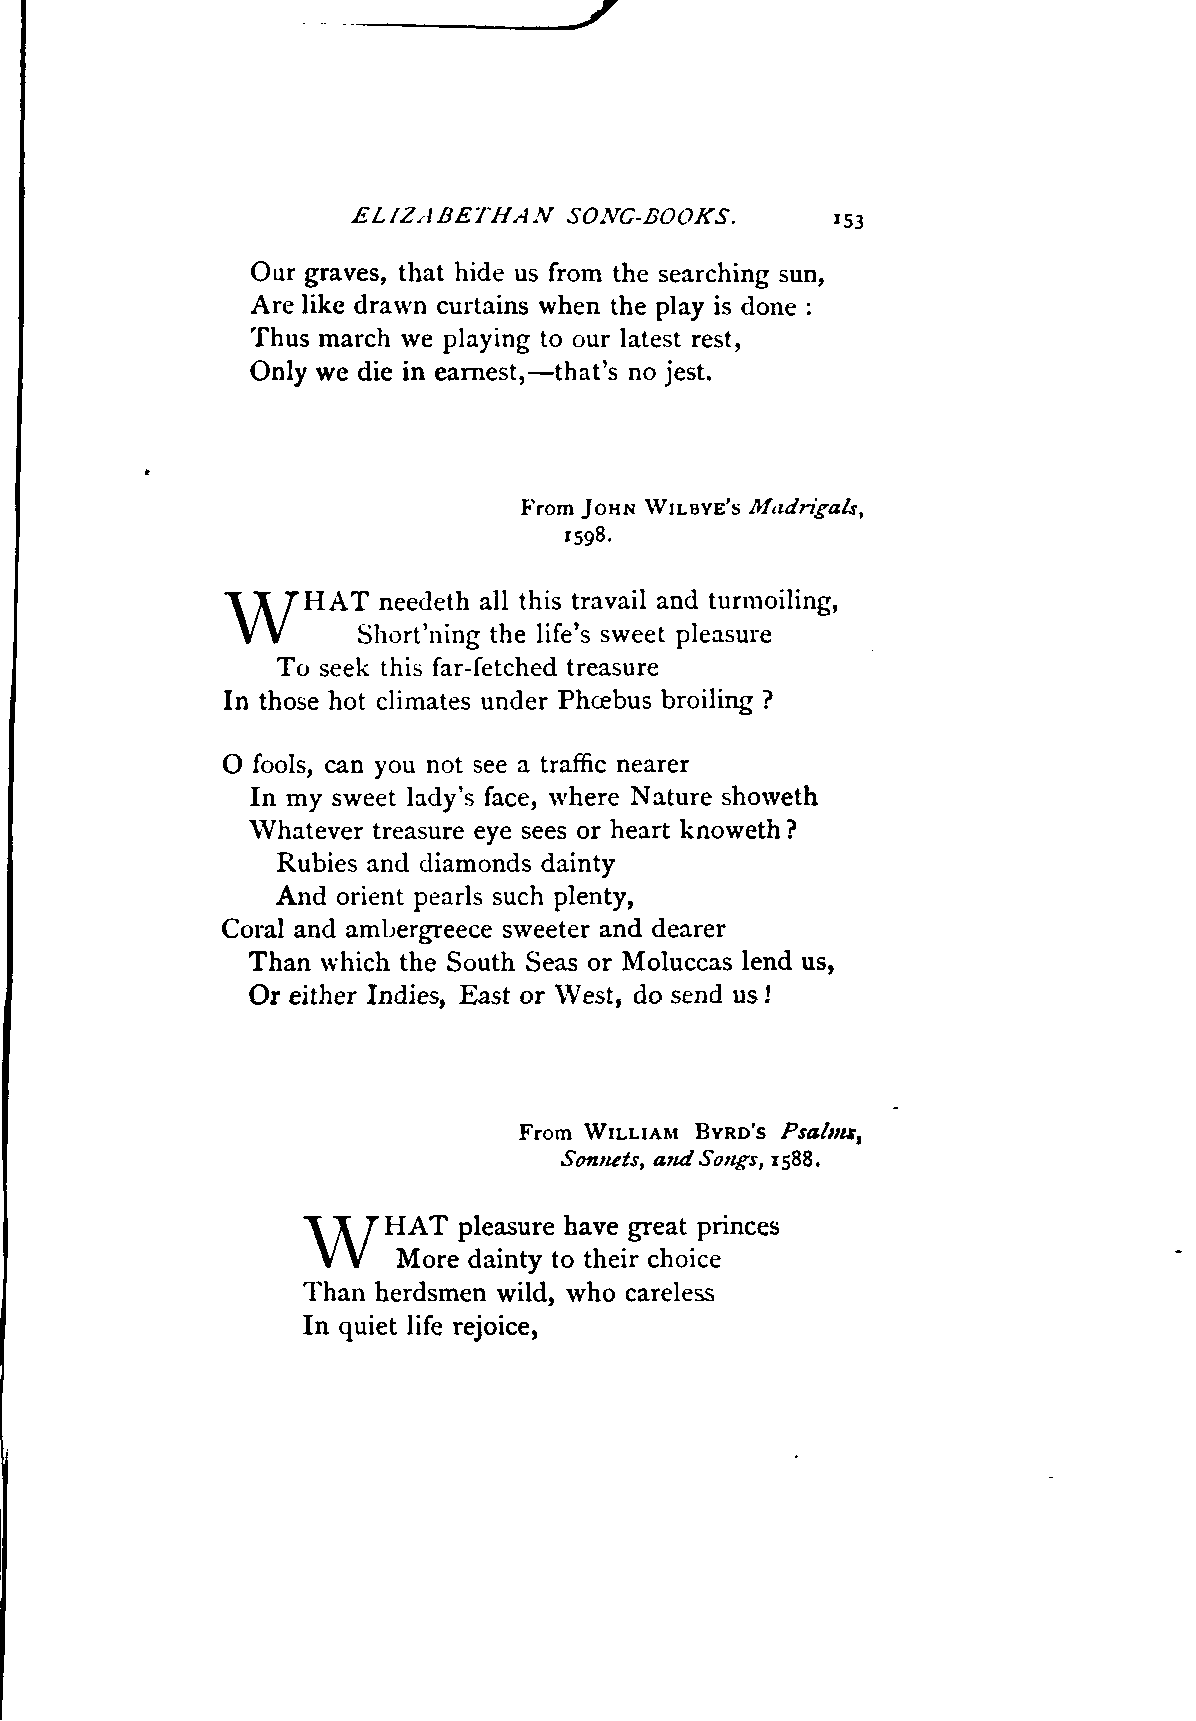 ELIZABETHAN SONG-BOOKS. 153
Our graves, that hide us from the searching sun,
Are like drawn curtains when the play is done :
Thus march we playing to our latest rest,
Only we die in earnest,—that's no jest.
From JOHN WILBYE'S Madrigals,
1598.
WHAT needeth all this travail and turmoiling,
Short'ning the life's sweet pleasure
To seek this far-fetched treasure
In those hot climates under Phœbus broiling ?
O fools, can you not see a traffic nearer
In my sweet lady's face, where Nature showeth
Whatever treasure eye sees or heart knoweth ?
Rubies and diamonds dainty
And orient pearls such plenty,
Coral and ambergreece sweeter and dearer
Than which the South Seas or Moluccas lend us,
Or either Indies, East or West, do send us !
From WILLIAM BYRD'S Psalms,
Sonnets, and Songs, 1588.
WHAT pleasure have great princes
More dainty to their choice
Than herdsmen wild, who careless
In quiet life rejoice,